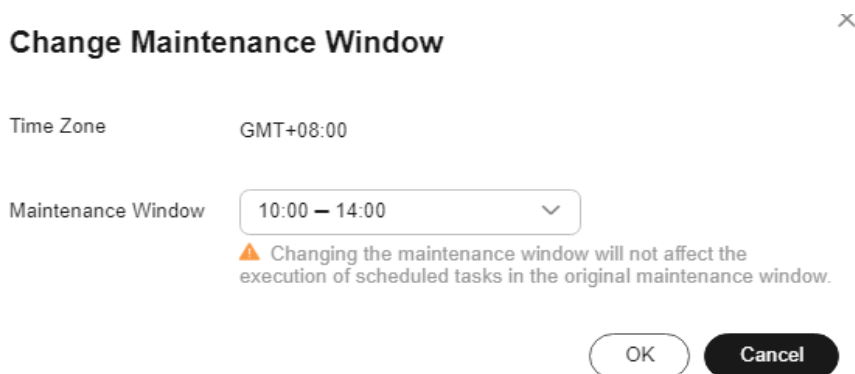 Change Maintenance Window
Time Zone GMT+08:00
Maintenance Window 10:00 — 14:00
Changing the maintenance window will not affect the
execution of scheduled tasks in the original maintenance window.
OK Cancel